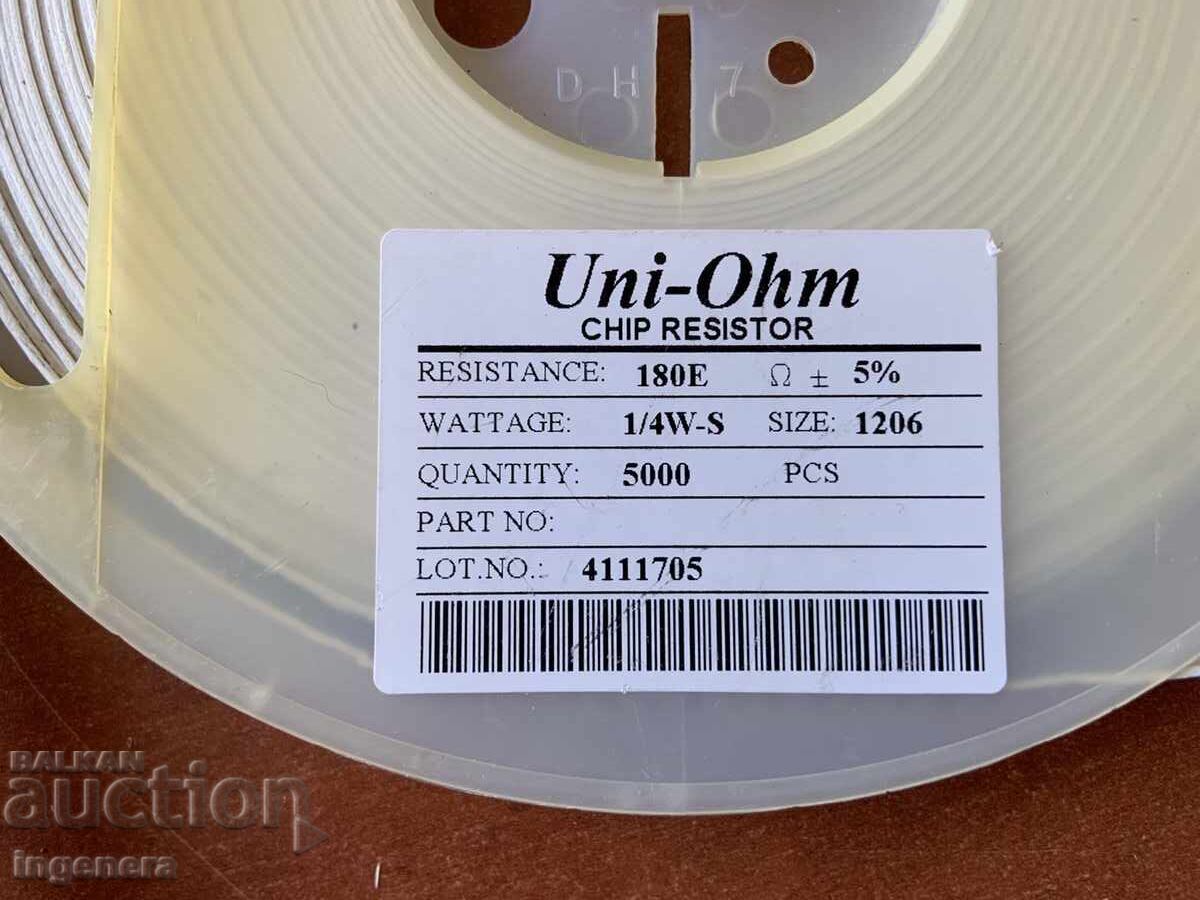 DH 7
Uni-Ohm
CHIP RESISTOR
RESISTANCE: 180E Ω ± 5%
WATTAGE: 1/4W-S SIZE: 1206
QUANTITY: 5000 PCS
PART NO:
LOT.NO.: 4111705
BALKAN
auction
ingenera